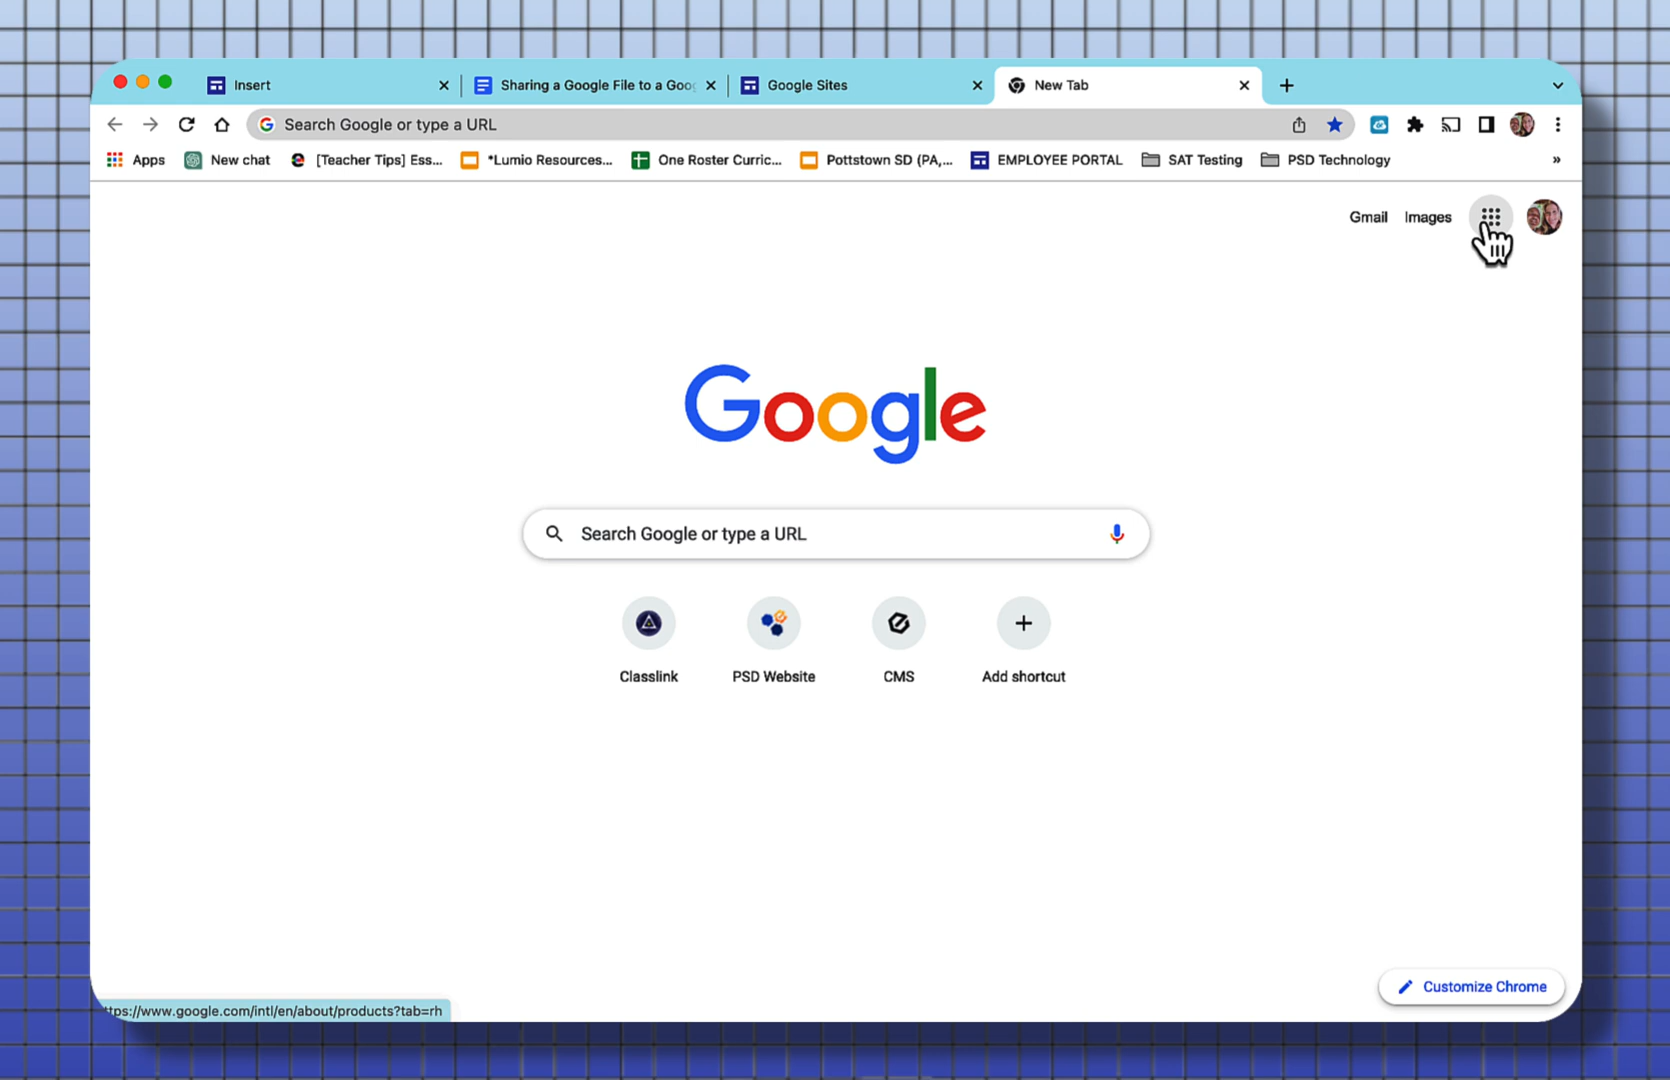 Insert
Sharing a Google File to a Goo
Google Sites
New Tab
Search Google or type a URL
Apps
New chat
[Teacher Tips] Ess...
*Lumio Resources...
One Roster Curric...
Pottstown SD (PA,...
EMPLOYEE PORTAL
SAT Testing
PSD Technology
»
Gmail
Images
Google
Search Google or type a URL
Classlink
PSD Website
CMS
Add shortcut
Customize Chrome
ttps://www.google.com/intl/en/about/products?tab=rh